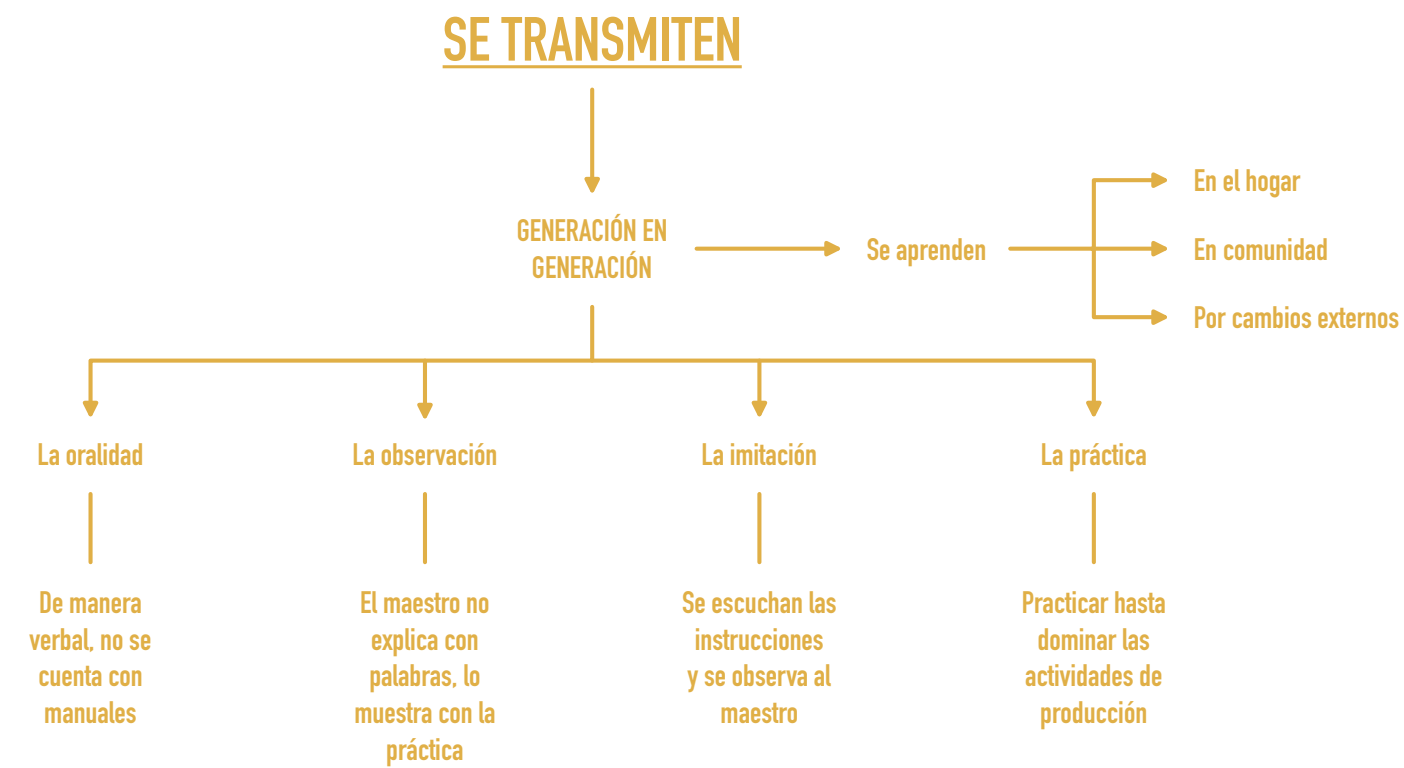 SE TRANSMITEN
GENERACIÓN EN
GENERACIÓN
Se aprenden
En el hogar
En comunidad
Por cambios externos
La oralidad
De manera
verbal, no se
cuenta con
manuales
La observación
El maestro no
explica con
palabras, lo
muestra con la
práctica
La imitación
Se escuchan las
instrucciones
y se observa al
maestro
La práctica
Practicar hasta
dominar las
actividades de
producción